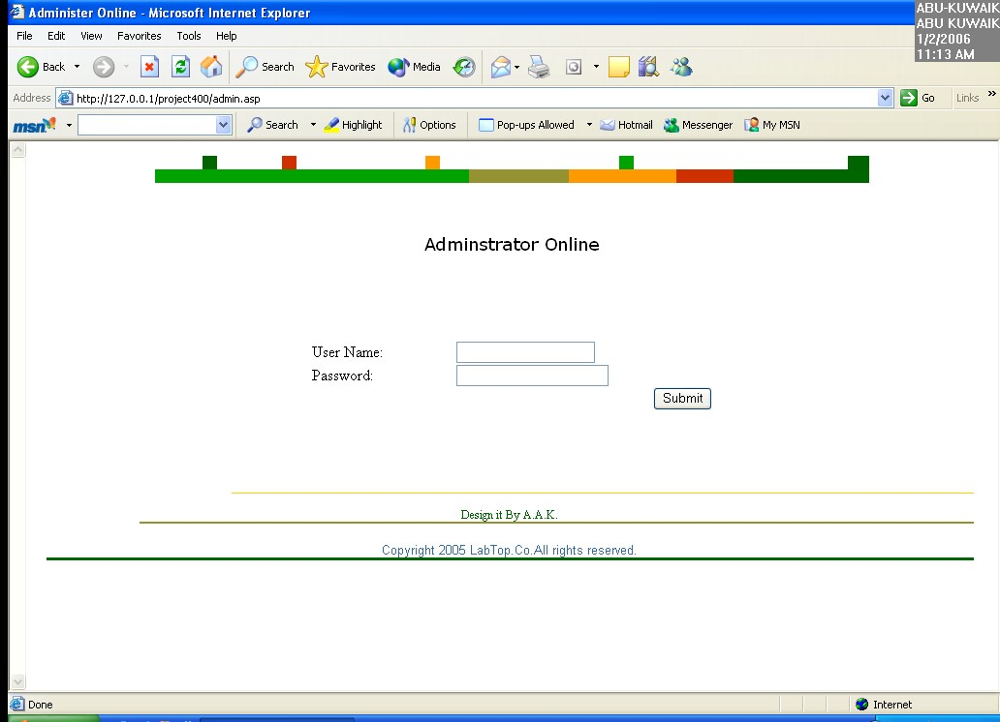 Administer Online - Microsoft Internet Explorer
ABU-KUWAIK
ABU KUWAIK
1/2/2006
11:13 AM
File Edit View Favorites Tools Help
Back Search Favorites Media
Address http://127.0.0.1/project400/admin.asp Go Links »
msn Search Highlight Options Pop-ups Allowed Hotmail Messenger My MSN
Adminstrator Online
User Name:
Password:
Submit
Design it By A.A.K.
Copyright 2005 LabTop.Co.All rights reserved.
Done Internet